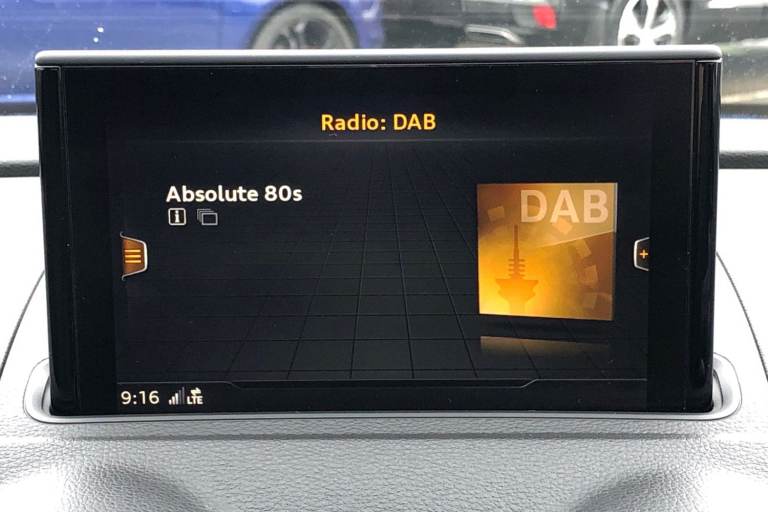 Radio: DAB
Absolute 80s
DAB
9:16 LTE